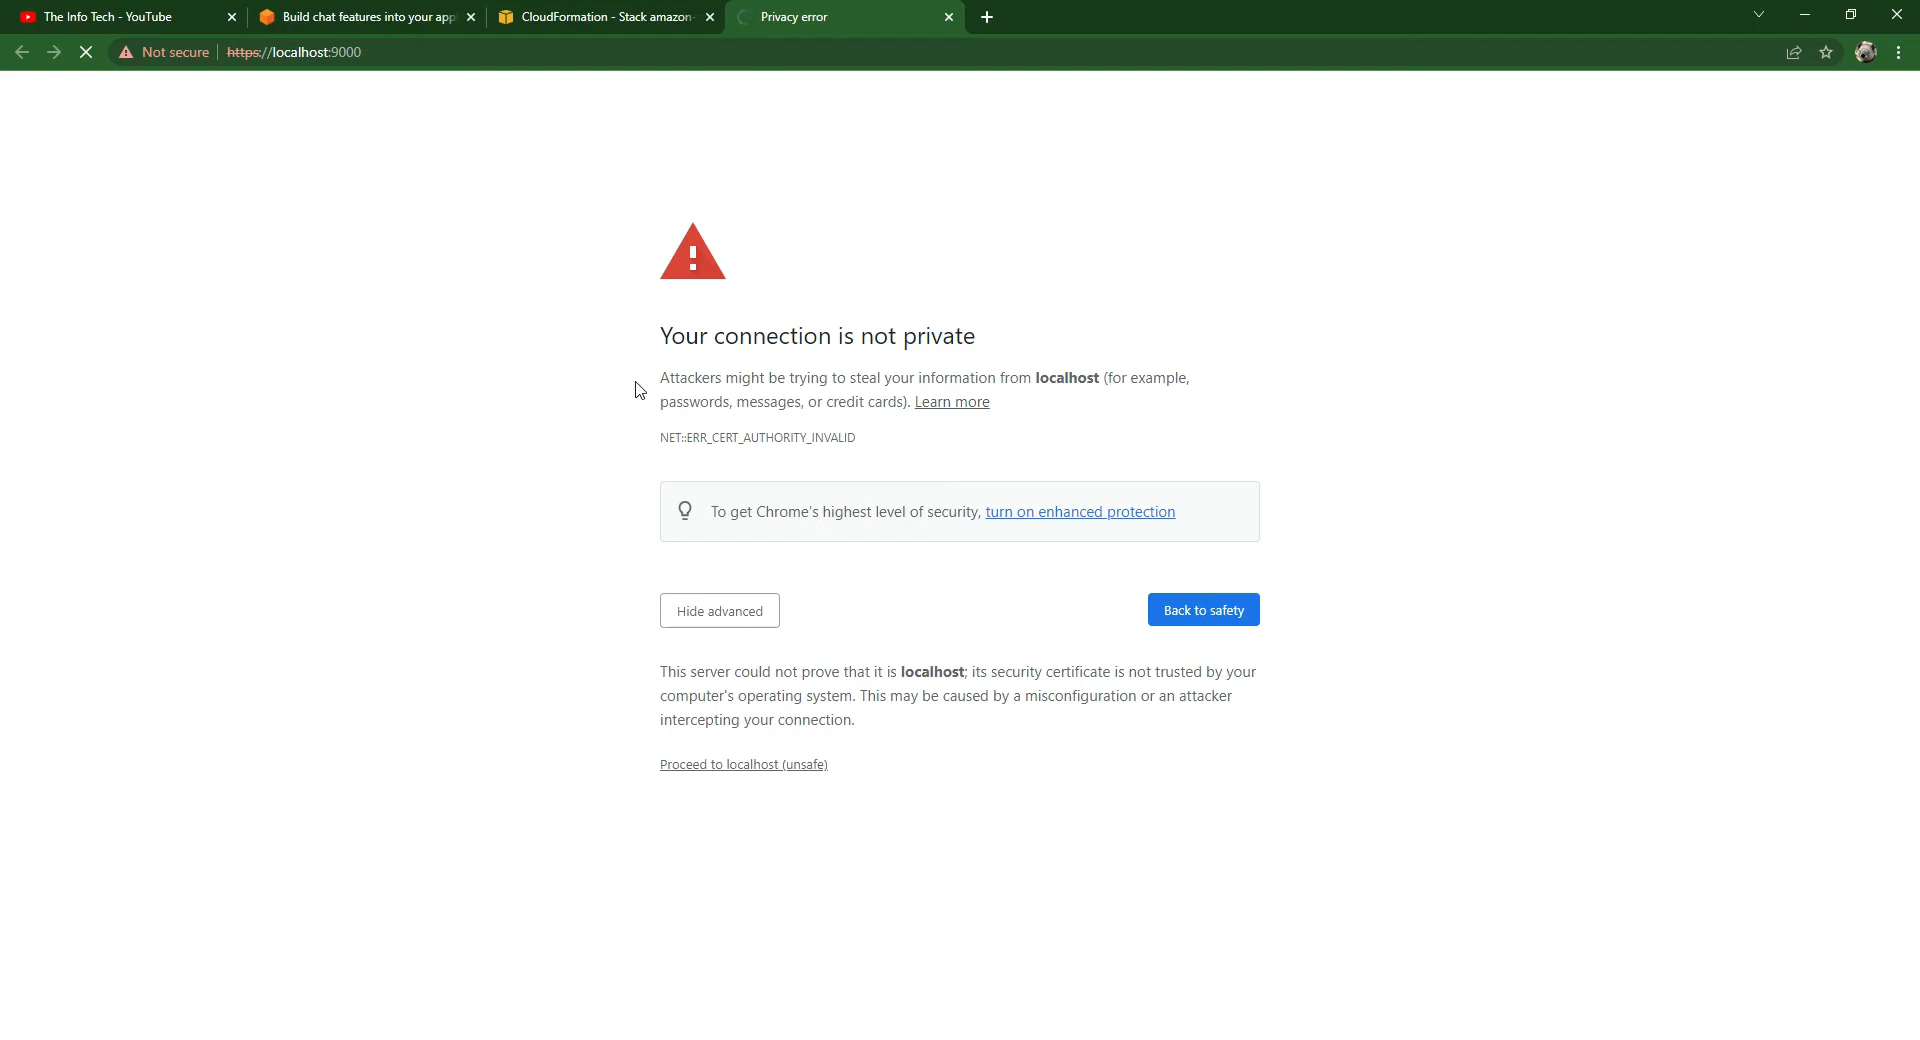 The Info Tech - YouTube
Build chat features into your app
CloudFormation - Stack amazon-
Privacy error
Not secure
https://localhost:9000
Your connection is not private
Attackers might be trying to steal your information from localhost (for example,
passwords, messages, or credit cards). Learn more
NET::ERR_CERT_AUTHORITY_INVALID
To get Chrome's highest level of security, turn on enhanced protection
Hide advanced
Back to safety
This server could not prove that it is localhost; its security certificate is not trusted by your
computer's operating system. This may be caused by a misconfiguration or an attacker
intercepting your connection.
Proceed to localhost (unsafe)